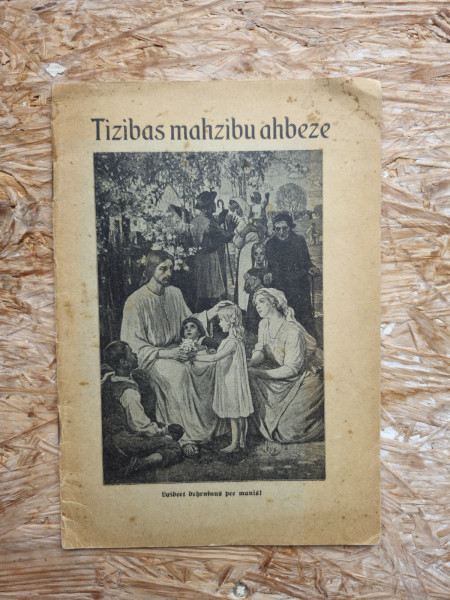 Tizibas mahzibu ahbeze
Laideet behrninus pee manis!